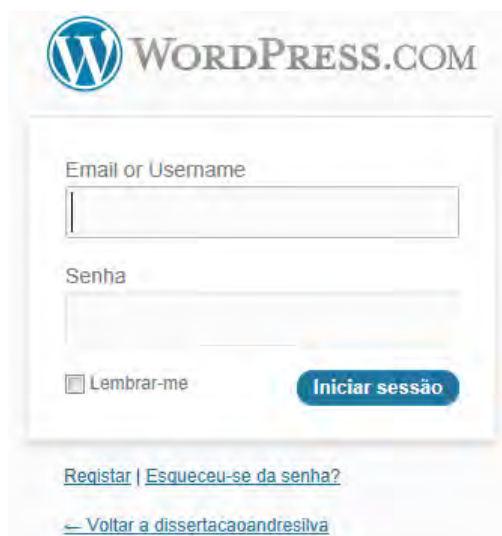 WORDPRESS.COM
Email or Username
Senha
Lembrar-me
Iniciar sessão
Registar | Esqueceu-se da senha?
← Voltar a dissertacaoandresilva